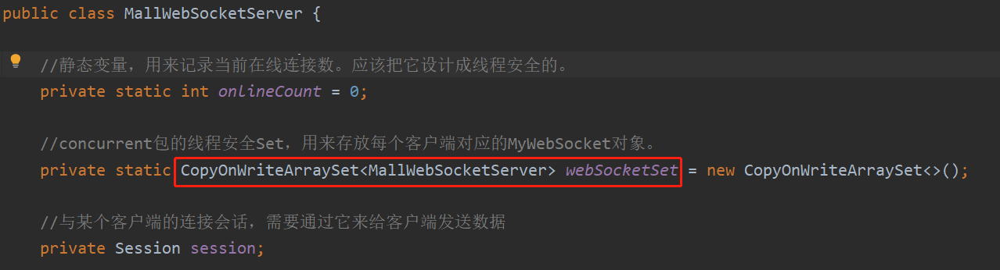 public class MallWebSocketServer {
//静态变量，用来记录当前在线连接数。应该把它设计成线程安全的。
private static int onlineCount = 0;
//concurrent包的线程安全Set，用来存放每个客户端对应的MyWebSocket对象。
private static CopyOnWriteArraySet<MallWebSocketServer> webSocketSet = new CopyOnWriteArraySet<>();
//与某个客户端的连接会话，需要通过它来给客户端发送数据
private Session session;